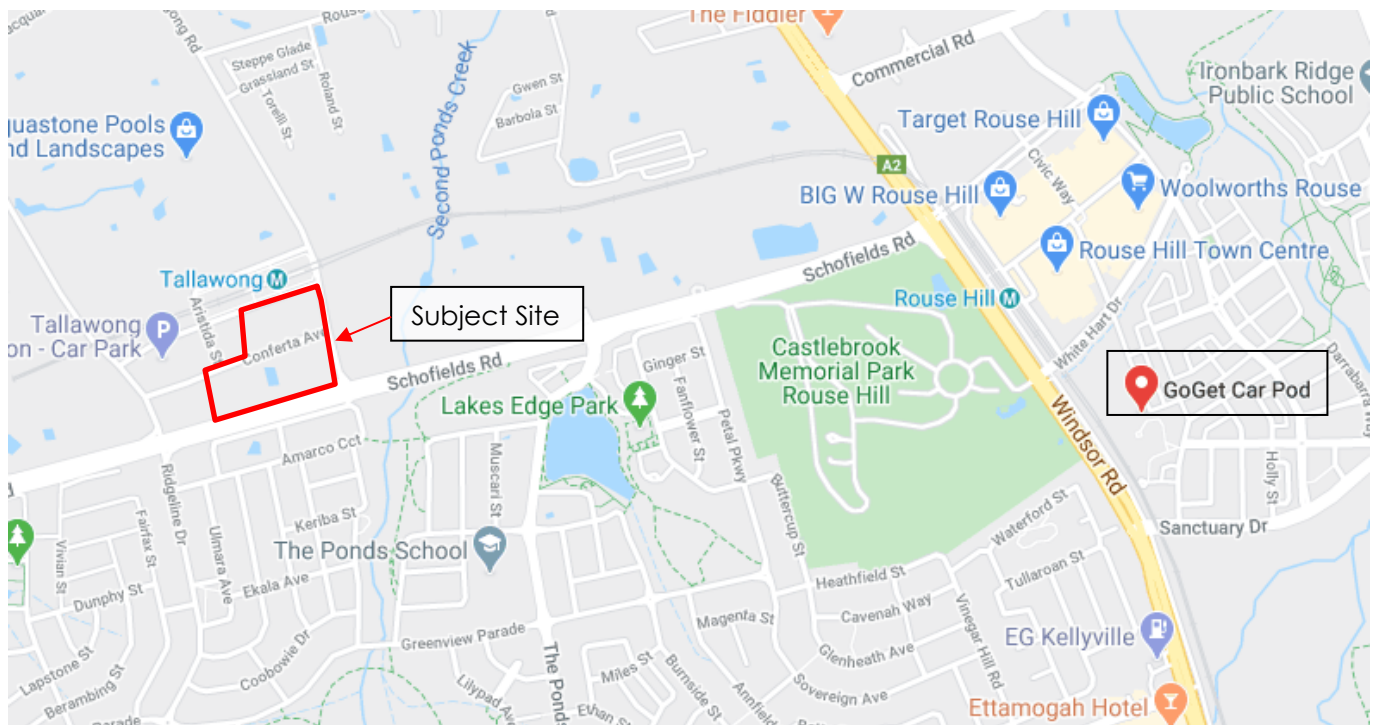 The Fiddler
Commercial Rd
Ironbark Ridge
Public School
Steppe Glade
Grassland St
Torelli St
Roland St
Gwen St
Barbola St
Second Ponds Creek
Target Rouse Hill
A2
Civic Way
BIG W Rouse Hill
Woolworths Rouse
Rouse Hill Town Centre
Pools
Landscapes
Schofields Rd
Tallawong
Rouse Hill
White Hart Dr
Darrabarra Way
Subject Site
Aristida St
Conferta Ave
Tallawong
Car Park
Schofields Rd
Ginger St
Fanflower St
Petal Pkwy
Castlebrook
Memorial Park
Rouse Hill
GoGet Car Pod
Lakes Edge Park
Windsor Rd
Holly St
Amarco Cct
Muscari St
Buttercup St
Waterford St
Sanctuary Dr
Ridgeline Dr
Fairfax St
Vivian St
Ulmara Ave
Keriba St
The Ponds School
Heathfield St
Tullaroan St
Dunphy St
Ekala Ave
Cavenah Way
Magenta St
Vinegar Hill Rd
EG Kellyville
Greenview Parade
Glenheath Ave
Lapstone St
Berambing St
Coobowie Dr
Lilypad Ave
The Ponds
Miles St
Burnside St
Sovereign Ave
Ettamogah Hotel
Parade